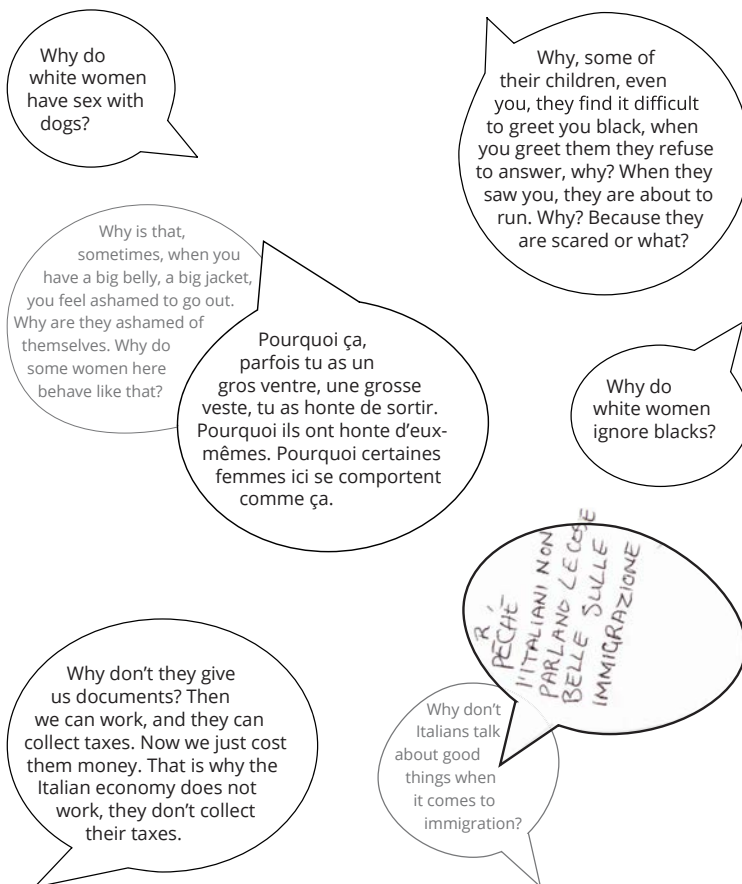 Why do
white women
have sex with
dogs?
Why, some of
their children, even
you, they find it difficult
to greet you black, when
you greet them they refuse
to answer, why? When they
saw you, they are about to
run. Why? Because they
are scared or what?
Why is that,
sometimes, when you
have a big belly, a big jacket,
you feel ashamed to go out.
Why are they ashamed of
themselves. Why do
some women here
behave like that?
Pourquoi ça,
parfois tu as un
gros ventre, une grosse
veste, tu as honte de sortir.
Pourquoi ils ont honte d'eux-
mêmes. Pourquoi certaines
femmes ici se comportent
comme ça.
Why do
white women
ignore blacks?
R
PECHÈ
l'ITALIANI NON
PARLANO LE COSE
BELLE SULLE
IMMIGRAZIONE
Why don't they give
us documents? Then
we can work, and they can
collect taxes. Now we just cost
them money. That is why the
Italian economy does not
work, they don't collect
their taxes.
Why don't
Italians talk
about good
things when
it comes to
immigration?